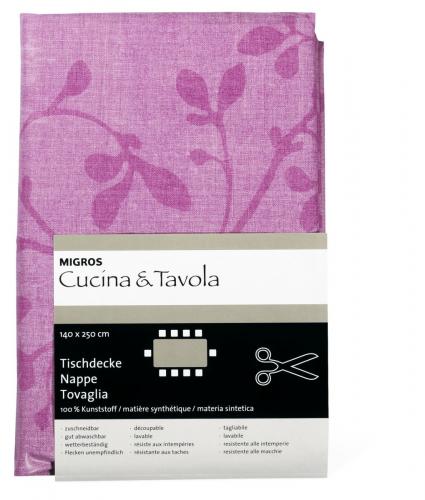 MIGROS
Cucina & Tavola
140 x 250 cm
Tischdecke
Nappe
Tovaglia
100 % Kunststoff / matière synthétique / materia sintetica
· zuschneidbar
· gut abwaschbar
· wetterbeständig
· Flecken unempfindlich
· découpable
· lavable
· résiste aux intempéries
· résistante aux taches
· tagliabile
· lavabile
· resistente alle intemperie
· resistente alle macchie